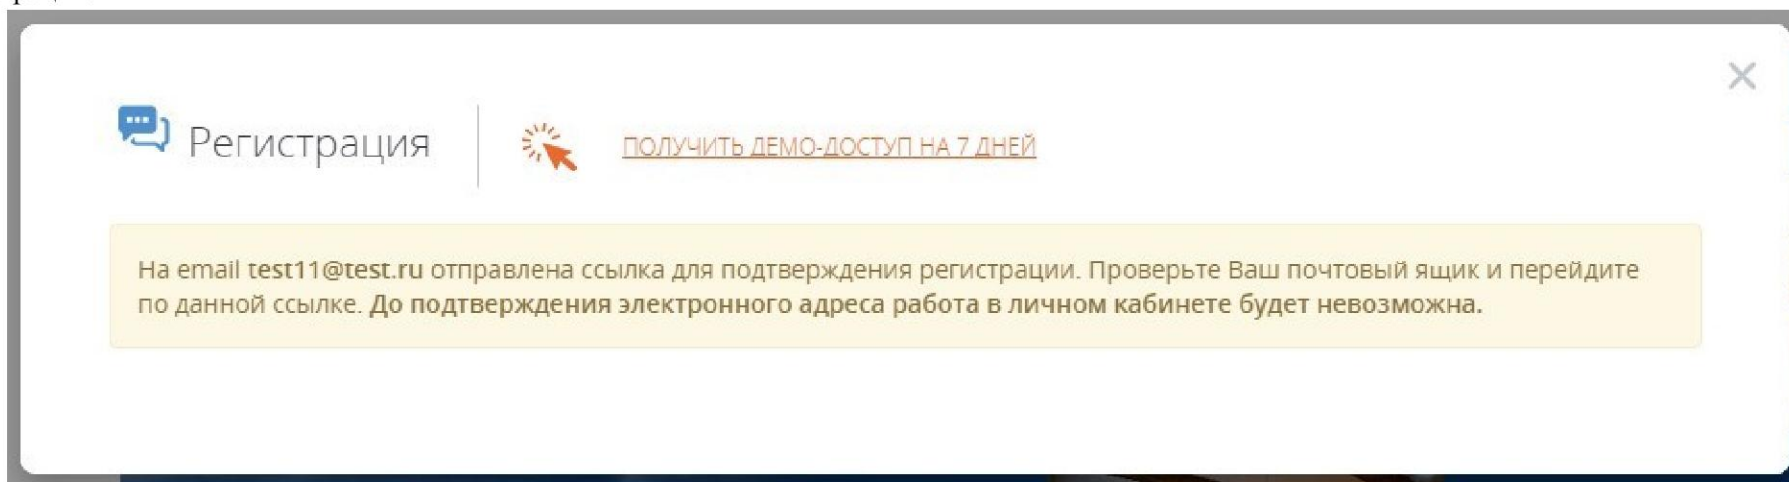 Регистрация
ПОЛУЧИТЬ ДЕМО-ДОСТУП НА 7 ДНЕЙ
На email test11@test.ru отправлена ссылка для подтверждения регистрации. Проверьте Ваш почтовый ящик и перейдите
по данной ссылке. До подтверждения электронного адреса работа в личном кабинете будет невозможна.